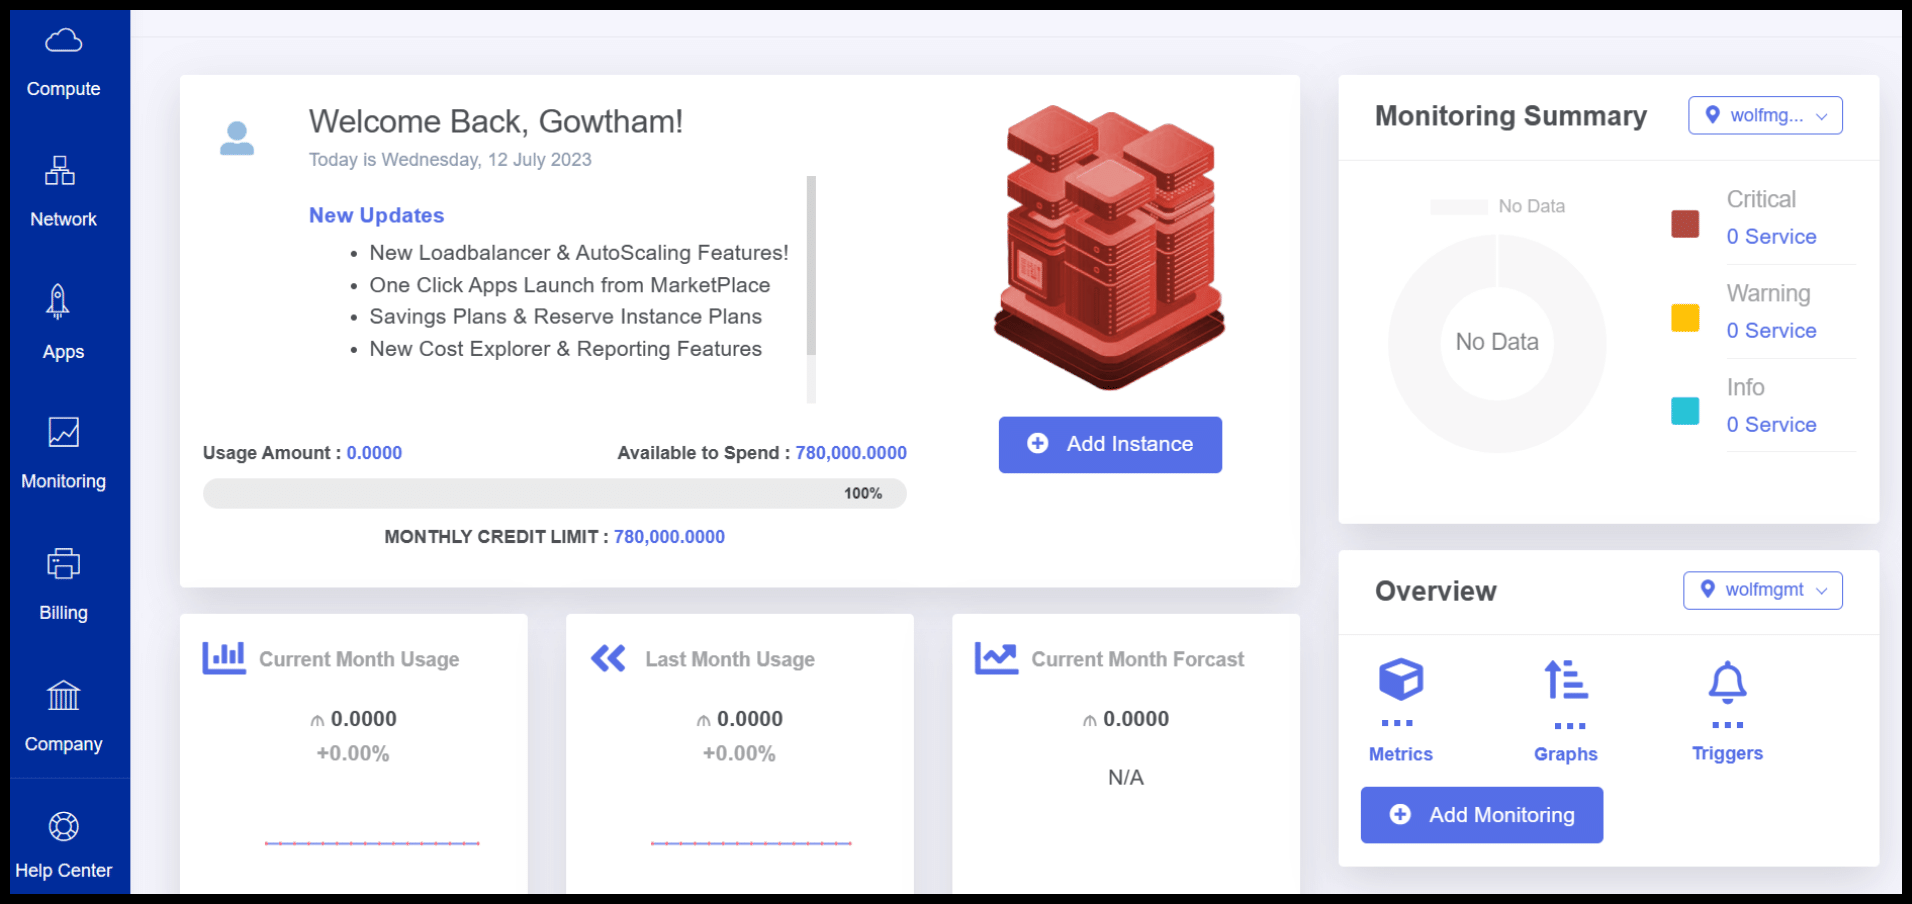 Compute
Network
Apps
Monitoring
Billing
Company
Help Center
Welcome Back, Gowtham!
Today is Wednesday, 12 July 2023
New Updates
• New Loadbalancer & AutoScaling Features!
• One Click Apps Launch from MarketPlace
• Savings Plans & Reserve Instance Plans
• New Cost Explorer & Reporting Features
Usage Amount : 0.0000
Available to Spend : 780,000.0000
100%
MONTHLY CREDIT LIMIT : 780,000.0000
Add Instance
Monitoring Summary
wolfmg...
No Data
No Data
Critical
0 Service
Warning
0 Service
Info
0 Service
Current Month Usage
₼ 0.0000
+0.00%
Last Month Usage
₼ 0.0000
+0.00%
Current Month Forcast
₼ 0.0000
N/A
Overview
wolfmgmt
Metrics
Graphs
Triggers
Add Monitoring